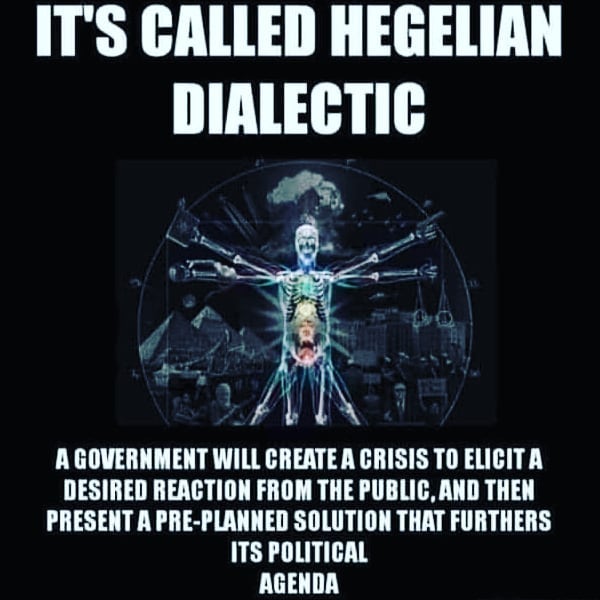 IT'S CALLED HEGELIAN
DIALECTIC
A GOVERNMENT WILL CREATE A CRISIS TO ELICIT A
DESIRED REACTION FROM THE PUBLIC, AND THEN
PRESENT A PRE-PLANNED SOLUTION THAT FURTHERS
ITS POLITICAL
AGENDA